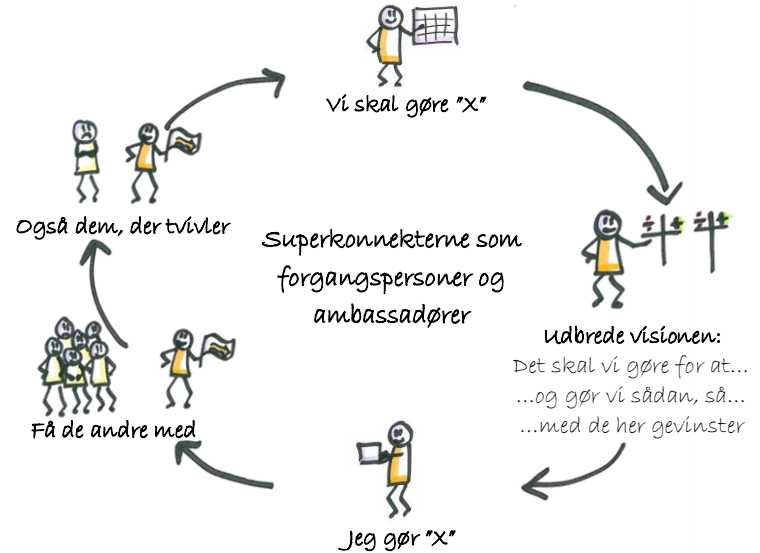 Vi skal gøre "X"
Også dem, der tvivler
Superkonnekterne som
forgangspersoner og
ambassadører
÷ + ÷ +
Udbrede visionen:
Det skal vi gøre for at...
...og gør vi sådan, så...
...med de her gevinster
Få de andre med
Jeg gør "X"